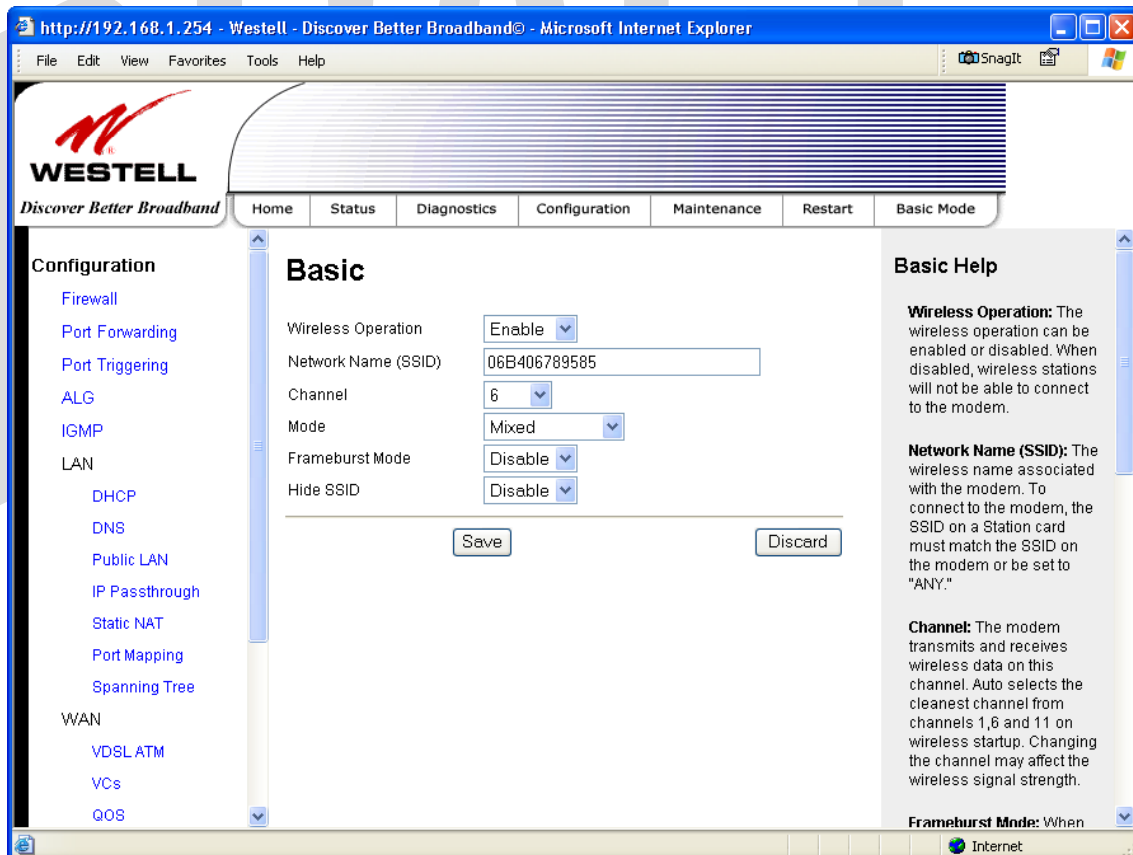 http://192.168.1.254 - Westell - Discover Better Broadband© - Microsoft Internet Explorer
File Edit View Favorites Tools Help
SnagIt
WESTELL
Discover Better Broadband
Home Status Diagnostics Configuration Maintenance Restart Basic Mode
Configuration
Firewall
Port Forwarding
Port Triggering
ALG
IGMP
LAN
DHCP
DNS
Public LAN
IP Passthrough
Static NAT
Port Mapping
Spanning Tree
WAN
VDSL ATM
VCs
QOS
Basic
Wireless Operation Enable
Network Name (SSID) 06B406789585
Channel 6
Mode Mixed
Frameburst Mode Disable
Hide SSID Disable
Save Discard
Basic Help
Wireless Operation: The
wireless operation can be
enabled or disabled. When
disabled, wireless stations
will not be able to connect
to the modem.
Network Name (SSID): The
wireless name associated
with the modem. To
connect to the modem, the
SSID on a Station card
must match the SSID on
the modem or be set to
"ANY."
Channel: The modem
transmits and receives
wireless data on this
channel. Auto selects the
cleanest channel from
channels 1,6 and 11 on
wireless startup. Changing
the channel may affect the
wireless signal strength.
Frameburst Mode: When
Internet